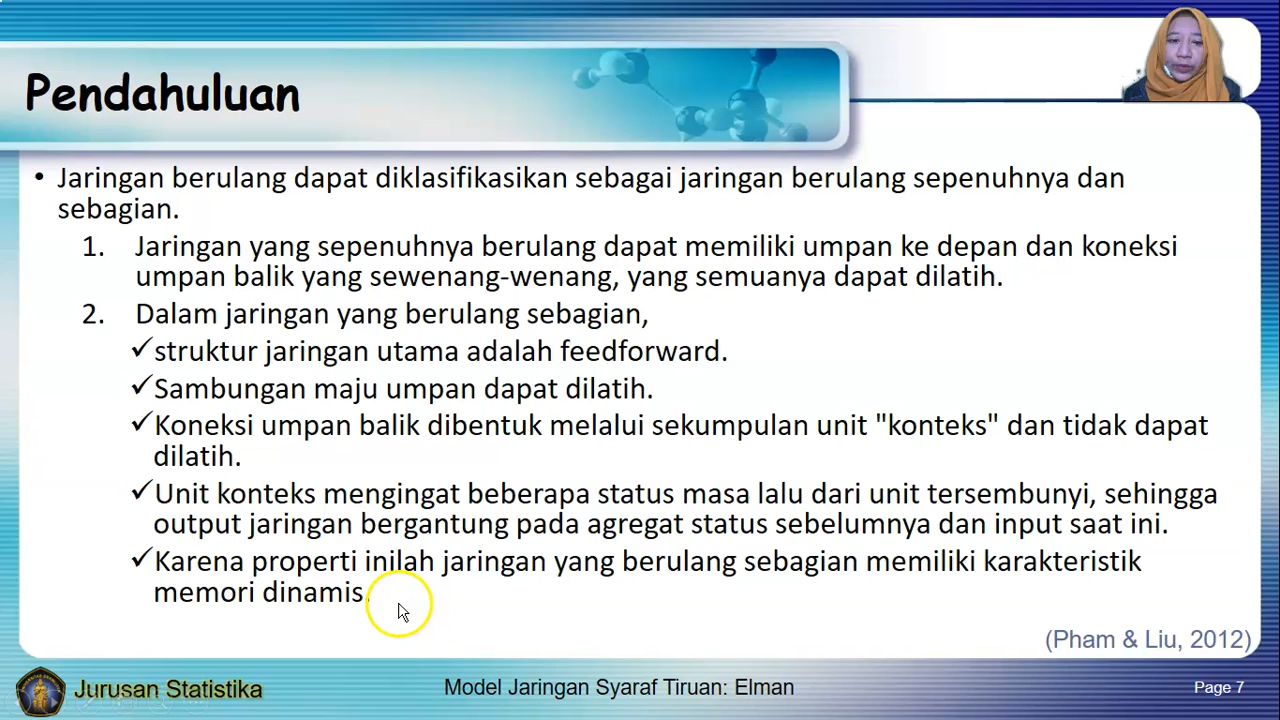 Pendahuluan
• Jaringan berulang dapat diklasifikasikan sebagai jaringan berulang sepenuhnya dan
sebagian.
1. Jaringan yang sepenuhnya berulang dapat memiliki umpan ke depan dan koneksi
umpan balik yang sewenang-wenang, yang semuanya dapat dilatih.
2. Dalam jaringan yang berulang sebagian,
✓struktur jaringan utama adalah feedforward.
✓Sambungan maju umpan dapat dilatih.
✓Koneksi umpan balik dibentuk melalui sekumpulan unit "konteks" dan tidak dapat
dilatih.
✓Unit konteks mengingat beberapa status masa lalu dari unit tersembunyi, sehingga
output jaringan bergantung pada agregat status sebelumnya dan input saat ini.
✓Karena properti inilah jaringan yang berulang sebagian memiliki karakteristik
memori dinamis.
(Pham & Liu, 2012)
Jurusan Statistika
Model Jaringan Syaraf Tiruan: Elman
Page 7